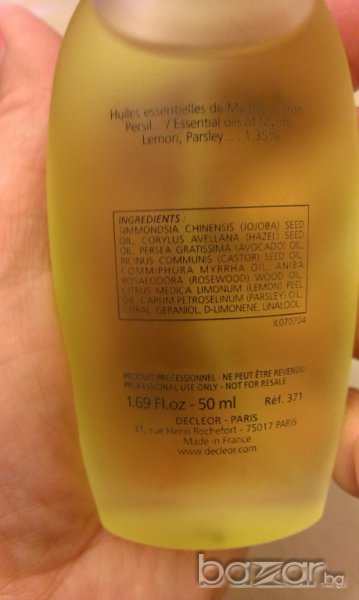 Huiles essentielles de Myrrhe, Citron,
Persil... / Essential oils of Myrrh,
Lemon, Parsley... : 1.35%
INGREDIENTS :
SIMMONDSIA CHINENSIS (JOJOBA) SEED
OIL, CORYLUS AVELLANA (HAZEL) SEED
OIL, PERSEA GRATISSIMA (AVOCADO) OIL,
RICINUS COMMUNIS (CASTOR) SEED OIL,
COMMIPHORA MYRRHA OIL, ANIBA
ROSAEODORA (ROSEWOOD) WOOD OIL,
CITRUS MEDICA LIMONUM (LEMON) PEEL
OIL, CARUM PETROSELINUM (PARSLEY) OIL,
CITRAL, GERANIOL, D-LIMONENE, LINALOOL.
IL070704
PRODUIT PROFESSIONNEL - NE PEUT ÊTRE REVENDU
PROFESSIONAL USE ONLY - NOT FOR RESALE
1.69 Fl.oz - 50 ml Réf. 371
DECLEOR - PARIS
31, rue Henri Rochefort - 75017 PARIS
Made in France
www.decleor.com
bazar.bg